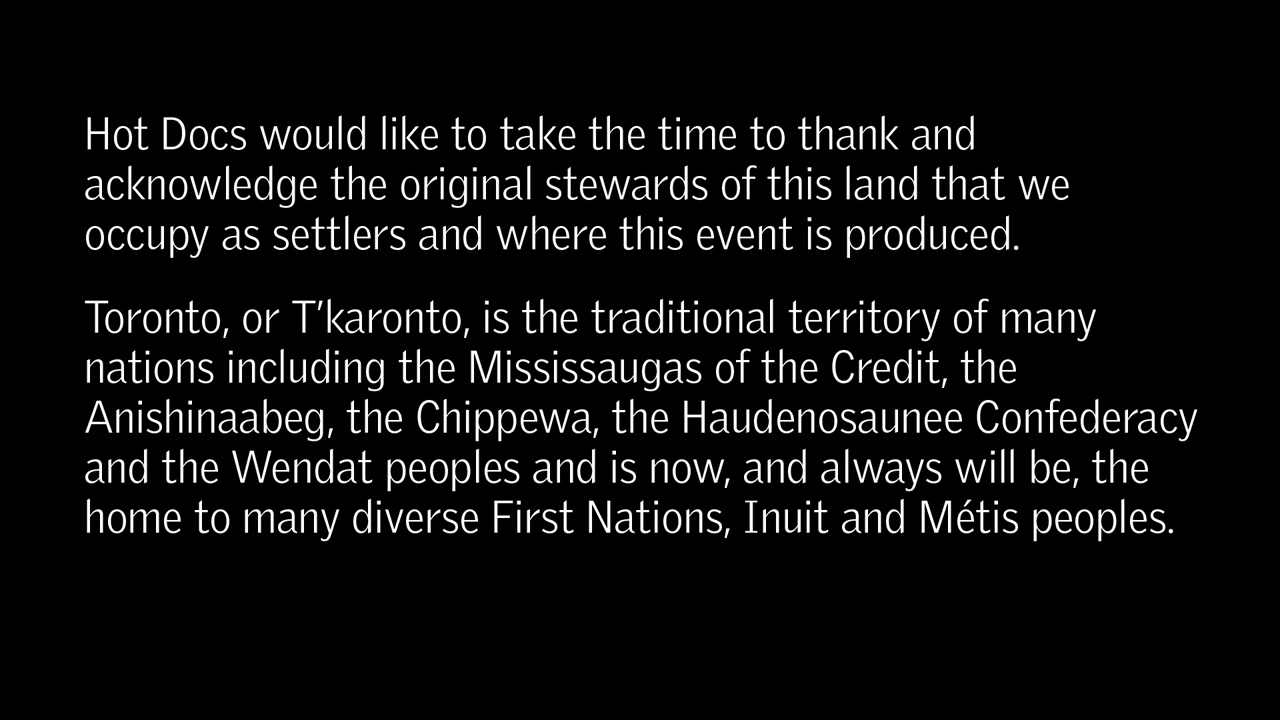 Hot Docs would like to take the time to thank and
acknowledge the original stewards of this land that we
occupy as settlers and where this event is produced.
Toronto, or T’karonto, is the traditional territory of many
nations including the Mississaugas of the Credit, the
Anishinaabeg, the Chippewa, the Haudenosaunee Confederacy
and the Wendat peoples and is now, and always will be, the
home to many diverse First Nations, Inuit and Métis peoples.